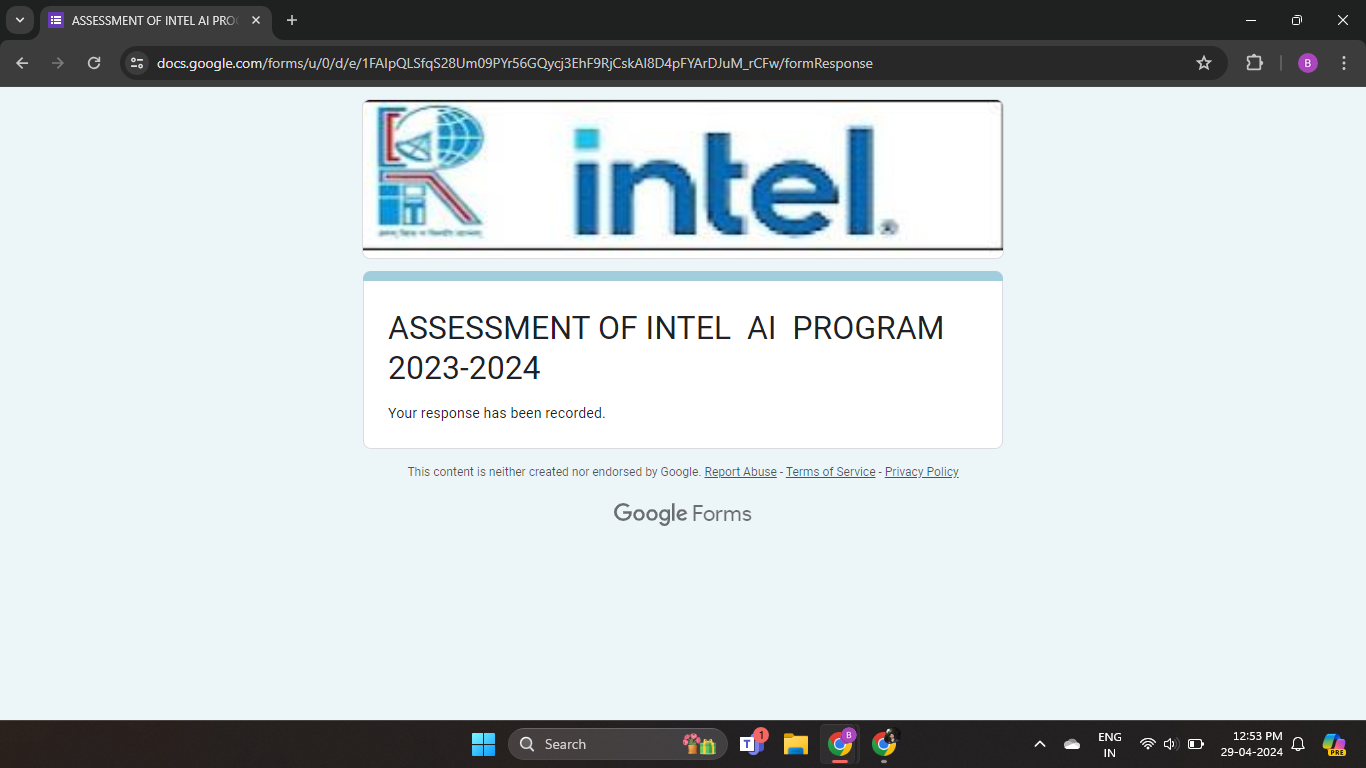 ASSESSMENT OF INTEL AI PRO
docs.google.com/forms/u/0/d/e/1FAIpQLSfqS28Um09PYr56GQycj3EhF9RjCskAI8D4pFYArDJuM_rCFw/formResponse
B
intel®
ASSESSMENT OF INTEL AI PROGRAM
2023-2024
Your response has been recorded.
This content is neither created nor endorsed by Google. Report Abuse - Terms of Service - Privacy Policy
Google Forms
Search
T
1
B
ENG
IN
12:53 PM
29-04-2024
PRE